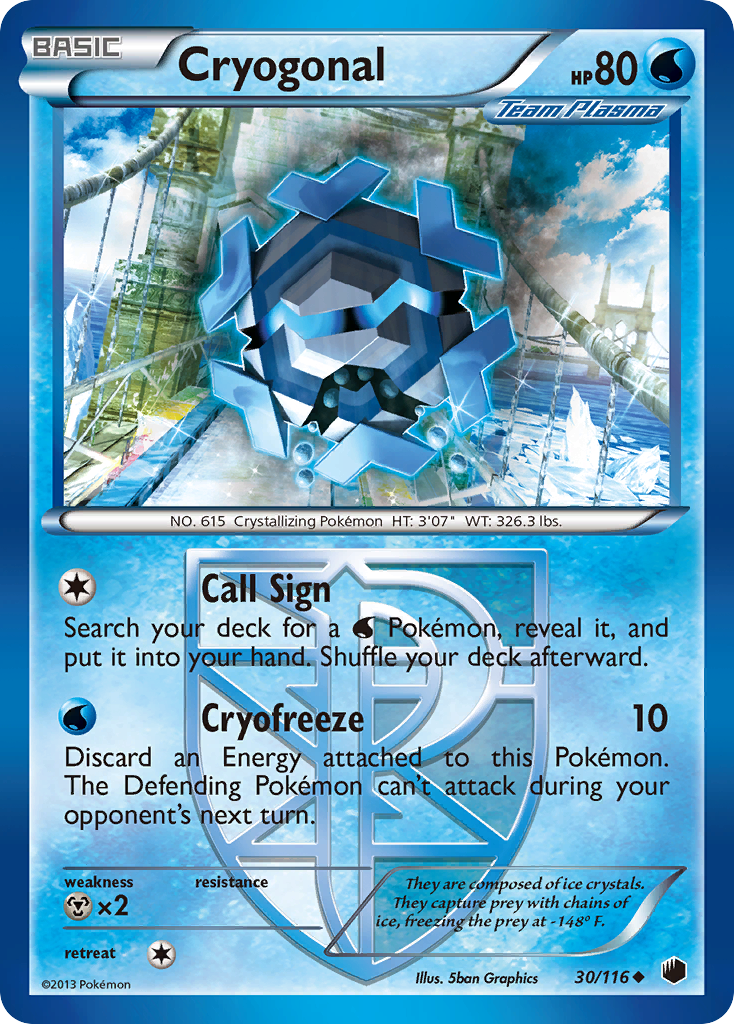 BASIC
Cryogonal
HP80
Team Plasma
NO. 615 Crystallizing Pokémon HT: 3'07" WT: 326.3 lbs.
Call Sign
Search your deck for a Pokémon, reveal it, and
put it into your hand. Shuffle your deck afterward.
Cryofreeze 10
Discard an Energy attached to this Pokémon.
The Defending Pokémon can't attack during your
opponent's next turn.
weakness resistance
×2
They are composed of ice crystals.
They capture prey with chains of
ice, freezing the prey at -148º F.
retreat
©2013 Pokémon
Illus. 5ban Graphics
30/116